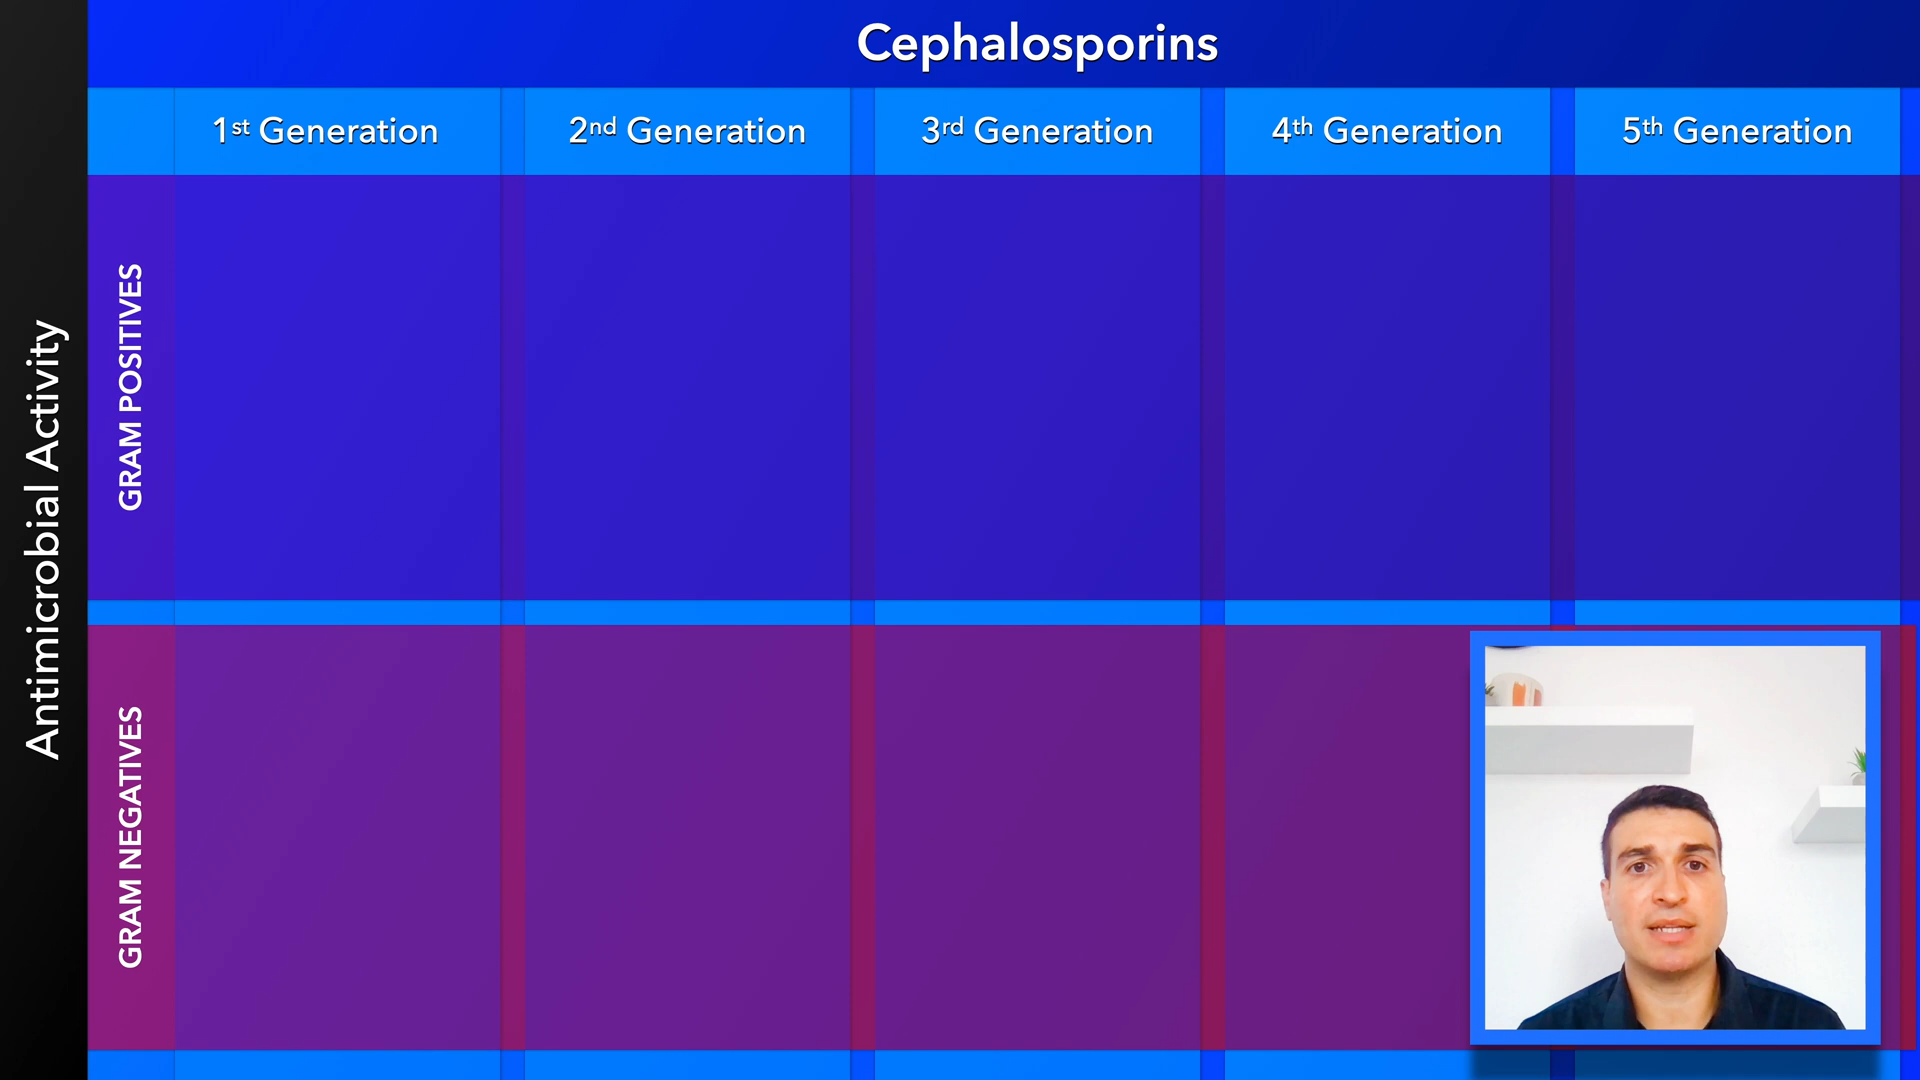 Cephalosporins
1st Generation
2nd Generation
3rd Generation
4th Generation
5th Generation
Antimicrobial Activity
GRAM POSITIVES
GRAM NEGATIVES